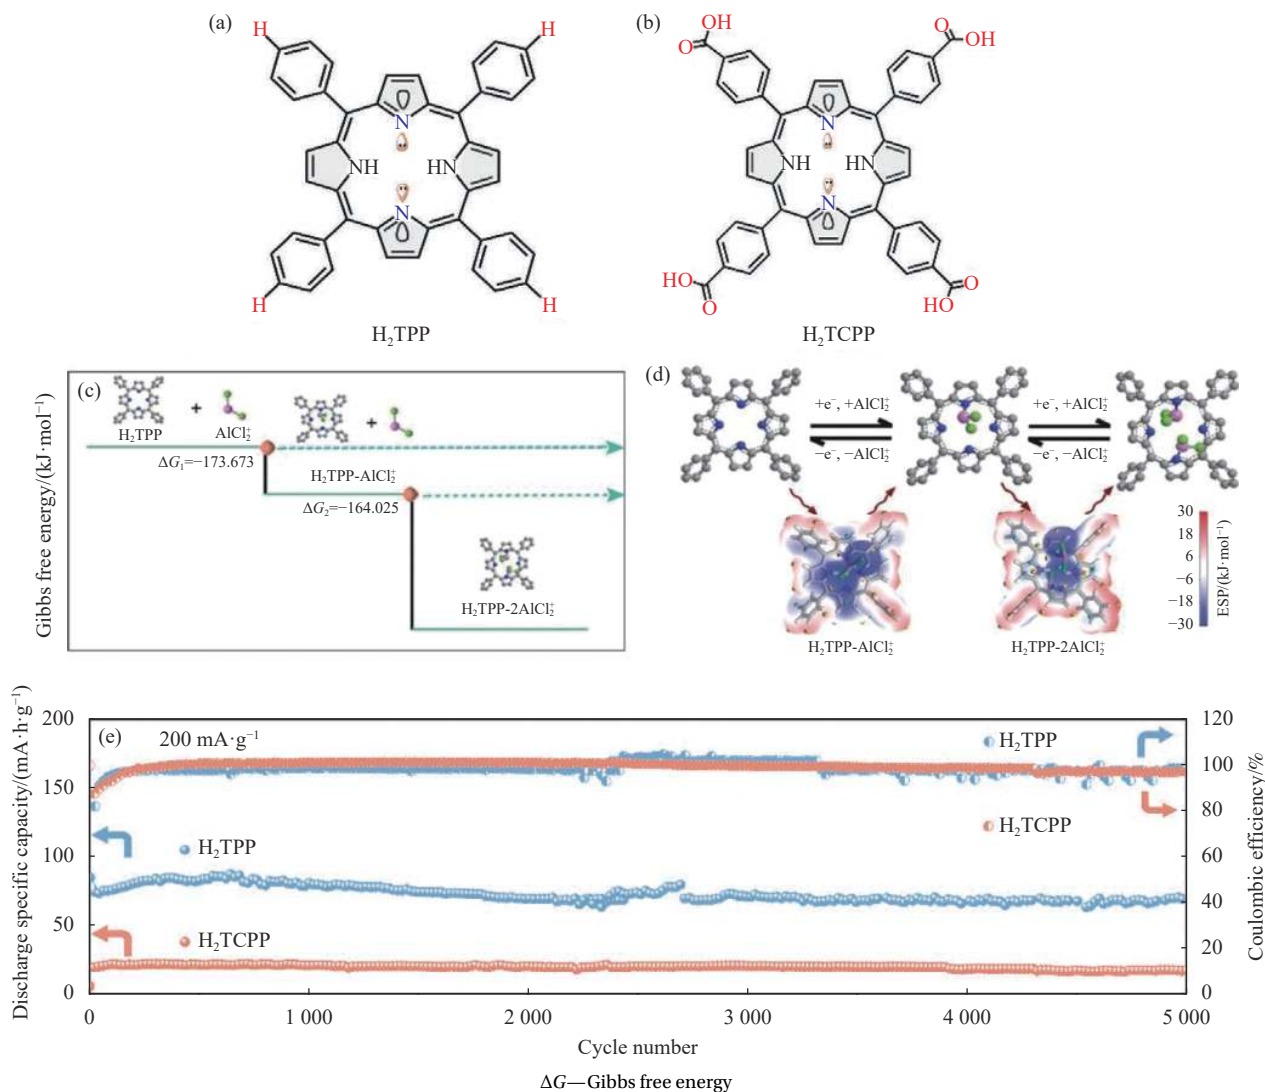 (a)
H
H
N
NH
HN
N
H
H
H₂TPP
(b)
OH
O
O
OH
N
NH
HN
N
HO
O
O
HO
H₂TCPP
(c)
Gibbs free energy/(kJ·mol⁻¹)
H₂TPP
+
AlCl₂⁺
+
ΔG₁=−173.673
H₂TPP-AlCl₂⁺
ΔG₂=−164.025
H₂TPP-2AlCl₂⁺
(d)
+e⁻, +AlCl₂⁺
−e⁻, −AlCl₂⁺
+e⁻, +AlCl₂⁺
−e⁻, −AlCl₂⁺
H₂TPP-AlCl₂⁺
H₂TPP-2AlCl₂⁺
30
18
6
−6
−18
−30
ESP/(kJ·mol⁻¹)
(e)
200 mA·g⁻¹
Discharge specific capacity/(mA·h·g⁻¹)
200
150
100
50
0
H₂TPP
H₂TCPP
H₂TPP
H₂TCPP
120
100
80
60
40
20
0
Coulombic efficiency/%
0
1 000
2 000
3 000
4 000
5 000
Cycle number
ΔG—Gibbs free energy